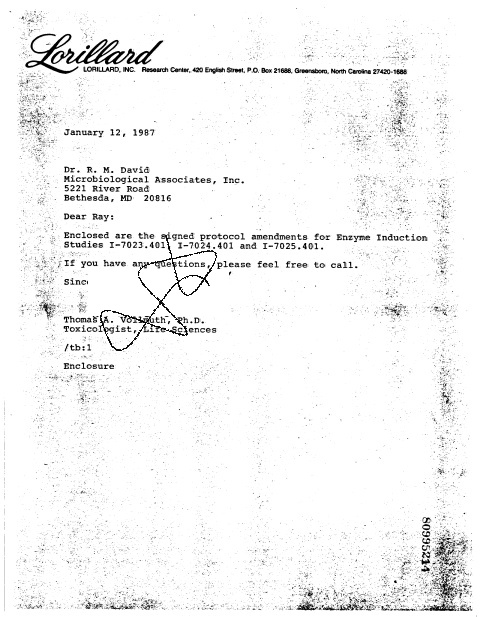 Lorillard
LORILLARD, INC. Research Center, 420 English Street, P.O. Box 21688, Greensboro, North Carolina 27420-1688
January 12, 1987
Dr. R. M. David
Microbiological Associates, Inc.
5221 River Road
Bethesda, MD 20816
Dear Ray:
Enclosed are the signed protocol amendments for Enzyme Induction
Studies I-7023.401, I-7024.401 and I-7025.401.
If you have any questions, please feel free to call.
Since
Thomas A. Vollmuth, Ph.D.
Toxicologist, Life Sciences
/tb:1
Enclosure